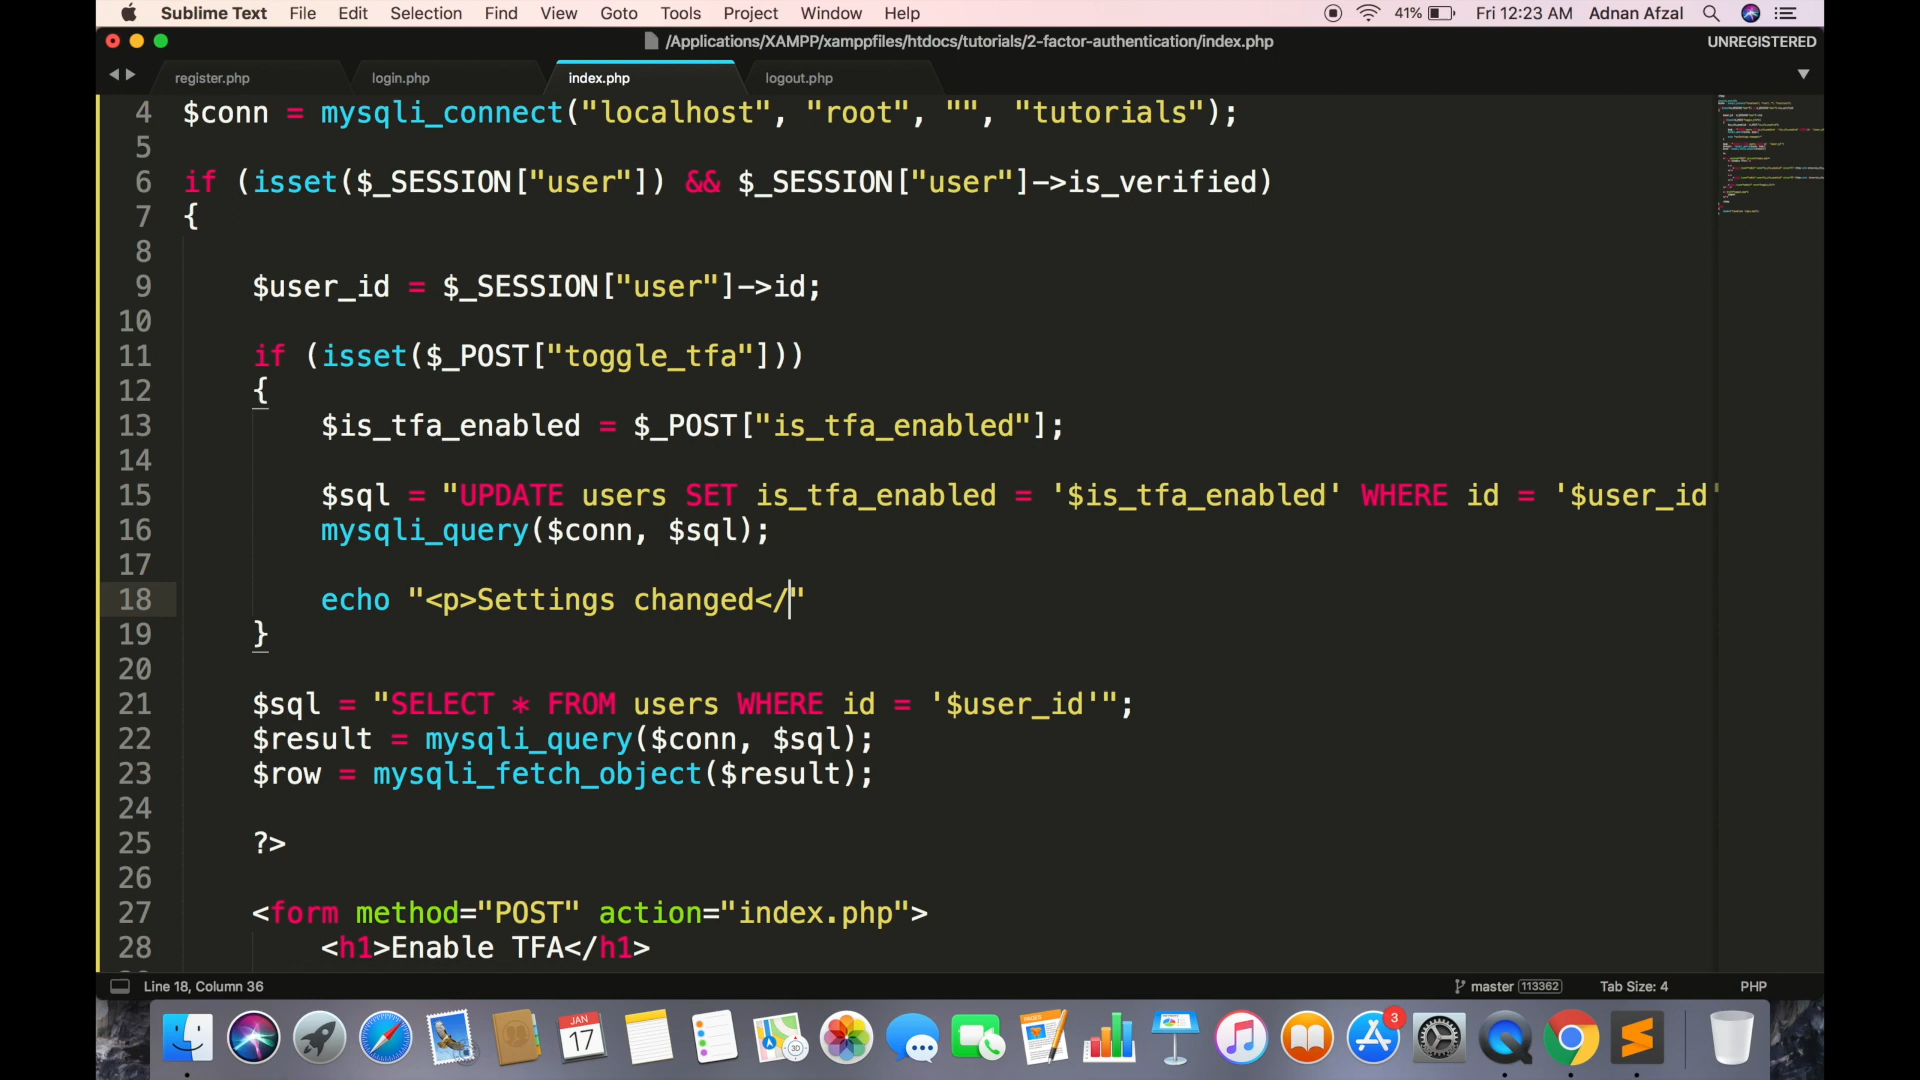 Sublime Text File Edit Selection Find View Goto Tools Project Window Help 41% Fri 12:23 AM Adnan Afzal
/Applications/XAMPP/xamppfiles/htdocs/tutorials/2-factor-authentication/index.php UNREGISTERED
register.php login.php index.php logout.php
4 $conn = mysqli_connect("localhost", "root", "", "tutorials");
5
6 if (isset($_SESSION["user"]) && $_SESSION["user"]->is_verified)
7 {
8
9 $user_id = $_SESSION["user"]->id;
10
11 if (isset($_POST["toggle_tfa"]))
12 {
13 $is_tfa_enabled = $_POST["is_tfa_enabled"];
14
15 $sql = "UPDATE users SET is_tfa_enabled = '$is_tfa_enabled' WHERE id = '$user_id'
16 mysqli_query($conn, $sql);
17
18 echo "<p>Settings changed</"
19 }
20
21 $sql = "SELECT * FROM users WHERE id = '$user_id'";
22 $result = mysqli_query($conn, $sql);
23 $row = mysqli_fetch_object($result);
24
25 ?>
26
27 <form method="POST" action="index.php">
28 <h1>Enable TFA</h1>
Line 18, Column 36 master 113362 Tab Size: 4 PHP
JAN
17
3